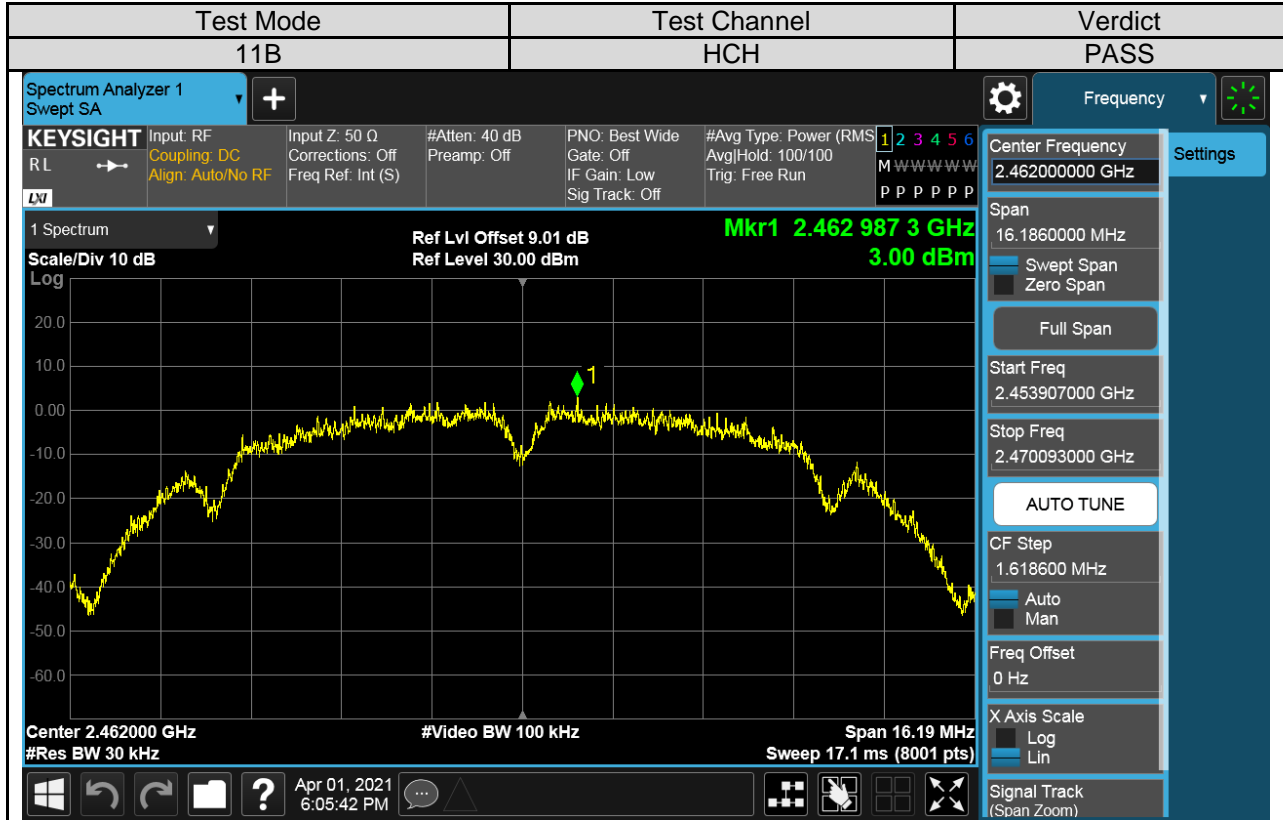 Test Mode Test Channel Verdict
11B HCH PASS
Spectrum Analyzer 1
Swept SA
+
Frequency
KEYSIGHT Input: RF Input Z: 50 Ω #Atten: 40 dB PNO: Best Wide #Avg Type: Power (RMS 1 2 3 4 5 6
R L Coupling: DC Corrections: Off Preamp: Off Gate: Off Avg|Hold: 100/100 M W W W W W
Align: Auto/No RF Freq Ref: Int (S) IF Gain: Low Trig: Free Run
LXI Sig Track: Off P P P P P P
1 Spectrum
Ref Lvl Offset 9.01 dB
Mkr1 2.462 987 3 GHz
Scale/Div 10 dB Ref Level 30.00 dBm 3.00 dBm
Log
20.0
10.0
1
0.00
-10.0
-20.0
-30.0
-40.0
-50.0
-60.0
Center 2.462000 GHz #Video BW 100 kHz Span 16.19 MHz
#Res BW 30 kHz Sweep 17.1 ms (8001 pts)
Center Frequency
2.462000000 GHz
Settings
Span
16.1860000 MHz
Swept Span
Zero Span
Full Span
Start Freq
2.453907000 GHz
Stop Freq
2.470093000 GHz
AUTO TUNE
CF Step
1.618600 MHz
Auto
Man
Freq Offset
0 Hz
X Axis Scale
Log
Lin
Signal Track
(Span Zoom)
?
Apr 01, 2021
6:05:42 PM